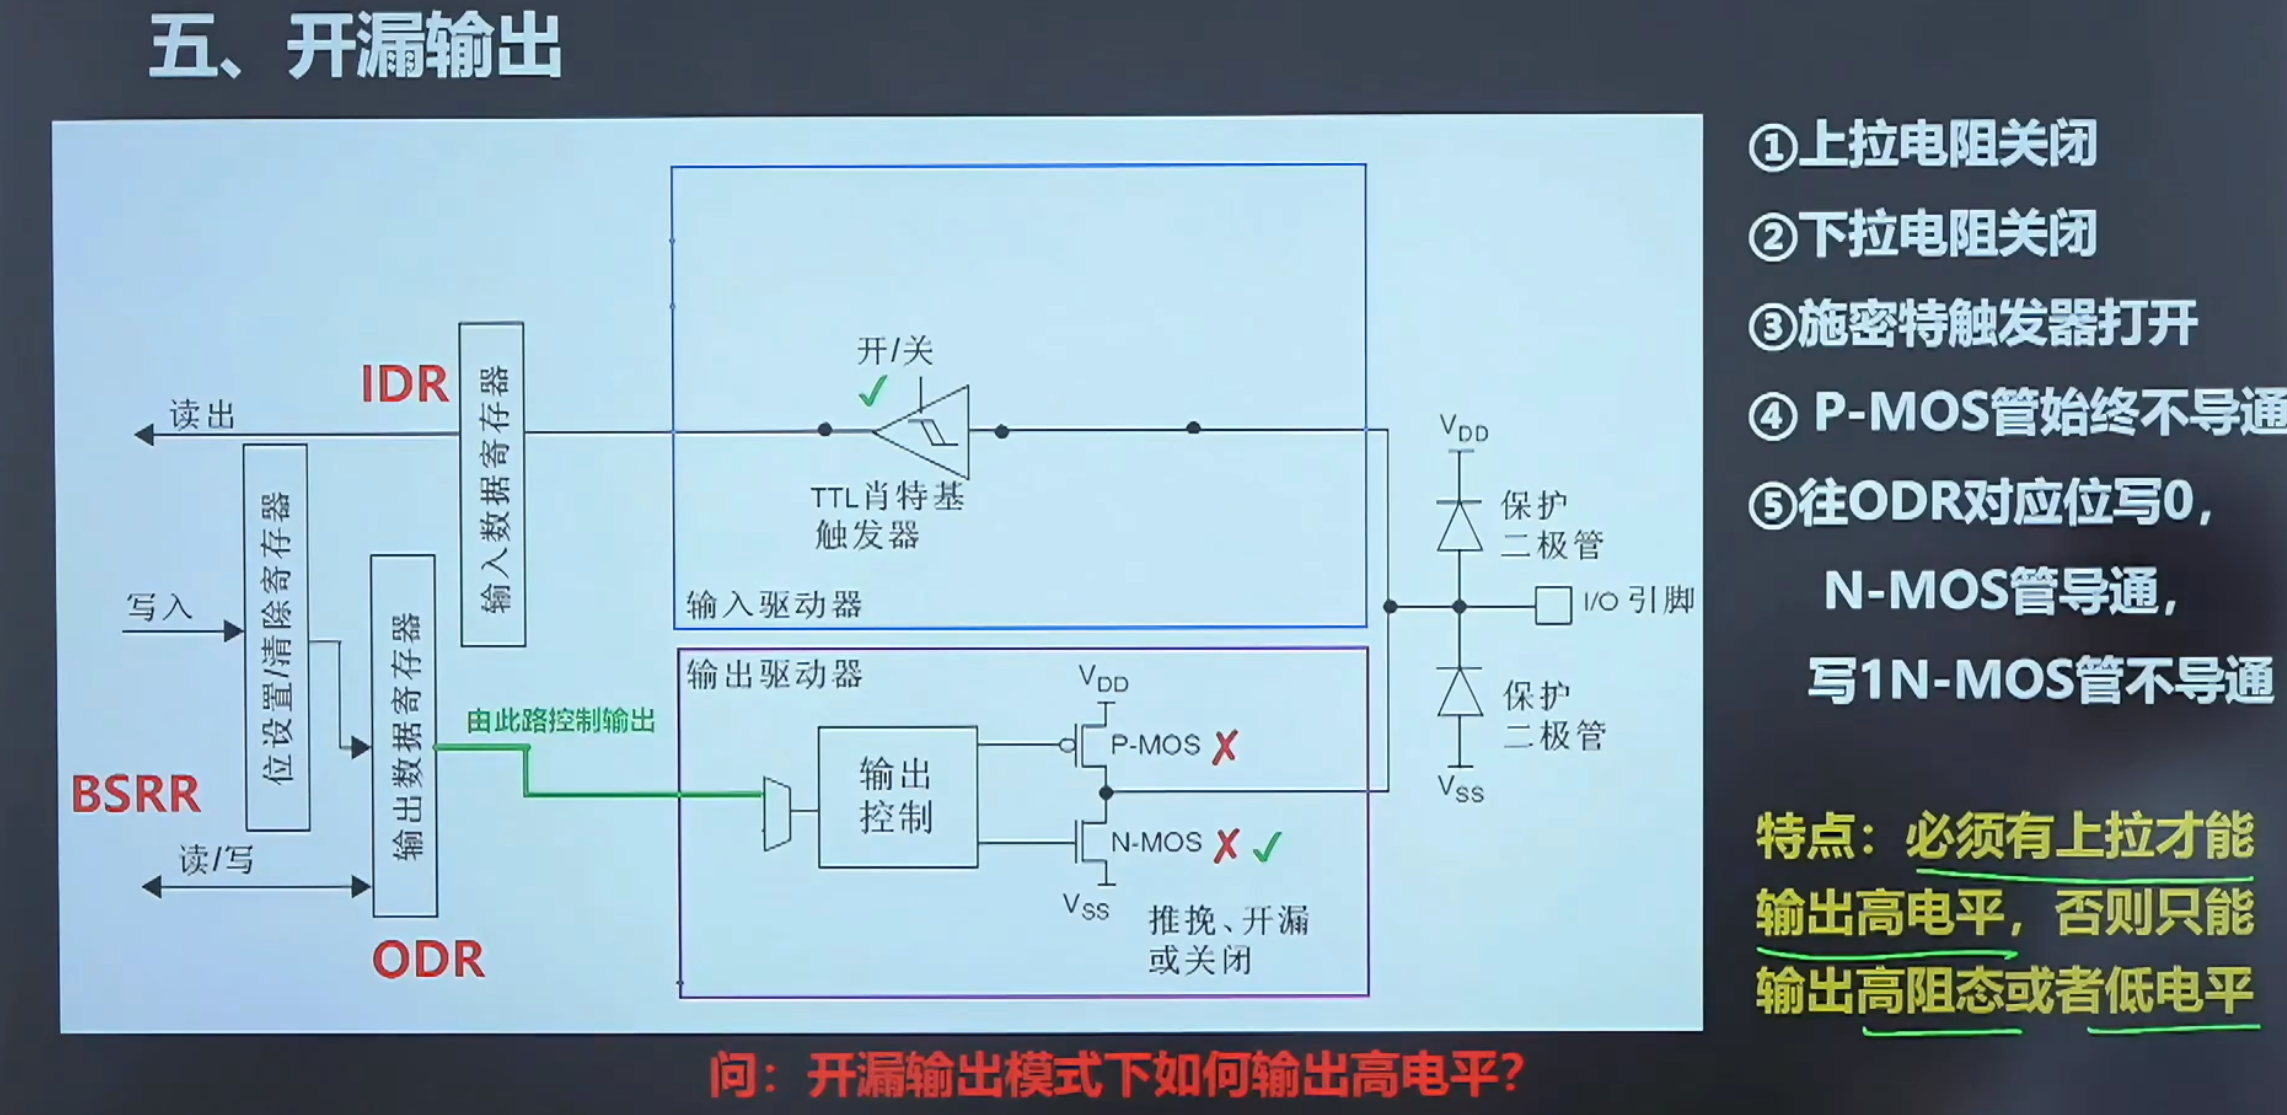 五、开漏输出
①上拉电阻关闭
②下拉电阻关闭
③施密特触发器打开
④ P-MOS管始终不导通
⑤往ODR对应位写0，
N-MOS管导通，
写1N-MOS管不导通
特点：必须有上拉才能
输出高电平，否则只能
输出高阻态或者低电平
开/关
IDR
读出
输入数据寄存器
TTL肖特基
触发器
输入驱动器
VDD
保护
二极管
I/O 引脚
保护
二极管
VSS
写入
位设置/清除寄存器
BSRR
输出数据寄存器
读/写
ODR
由此路控制输出
输出驱动器
VDD
P-MOS
输出
控制
N-MOS
VSS
推挽、开漏
或关闭
问：开漏输出模式下如何输出高电平？